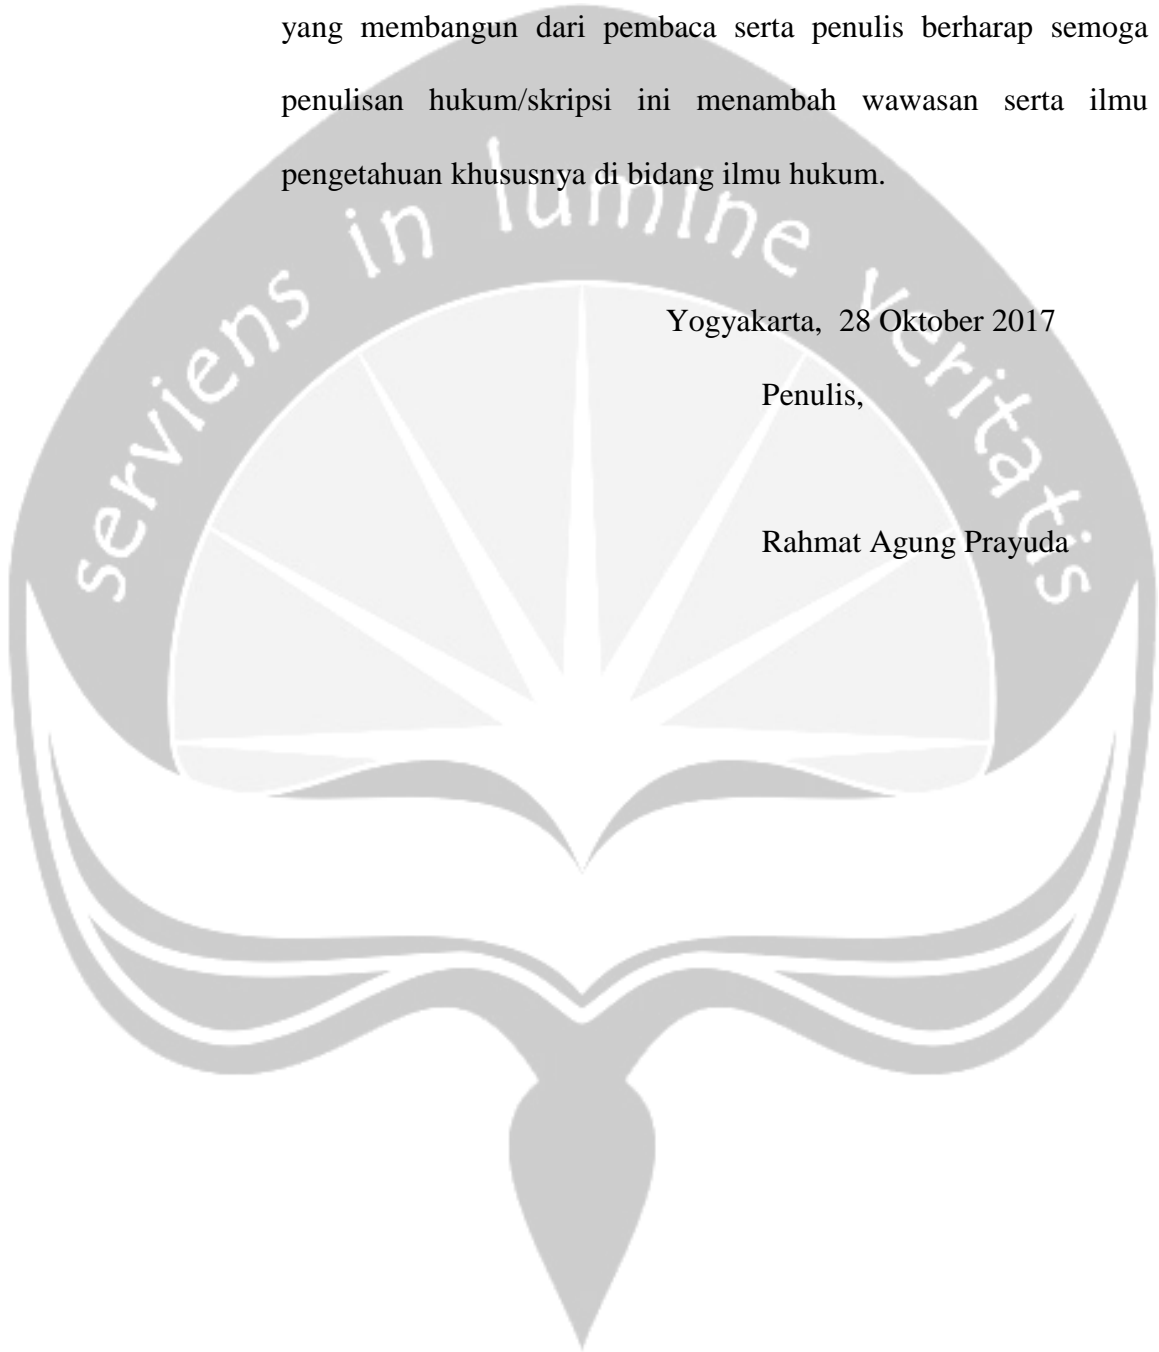 yang membangun dari pembaca serta penulis berharap semoga
penulisan hukum/skripsi ini menambah wawasan serta ilmu
pengetahuan khususnya di bidang ilmu hukum.
serviens in lumine veritatis
Yogyakarta, 28 Oktober 2017
Penulis,
Rahmat Agung Prayuda